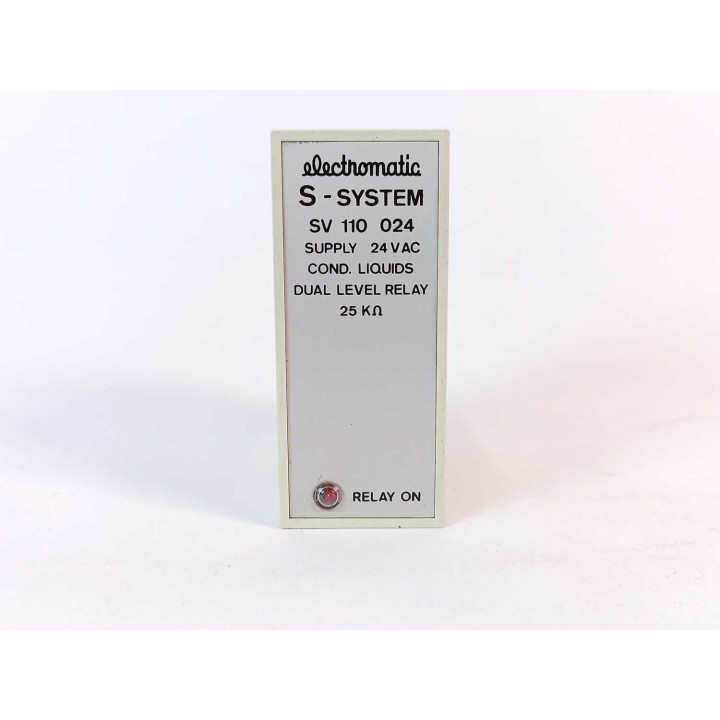 electromatic
S - SYSTEM
SV 110 024
SUPPLY 24 VAC
COND. LIQUIDS
DUAL LEVEL RELAY
25 KΩ
RELAY ON